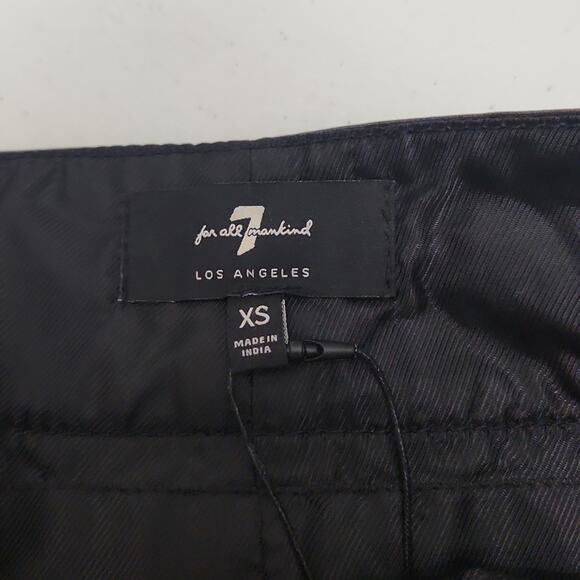 7
for all mankind
LOS ANGELES
XS
MADE IN
INDIA